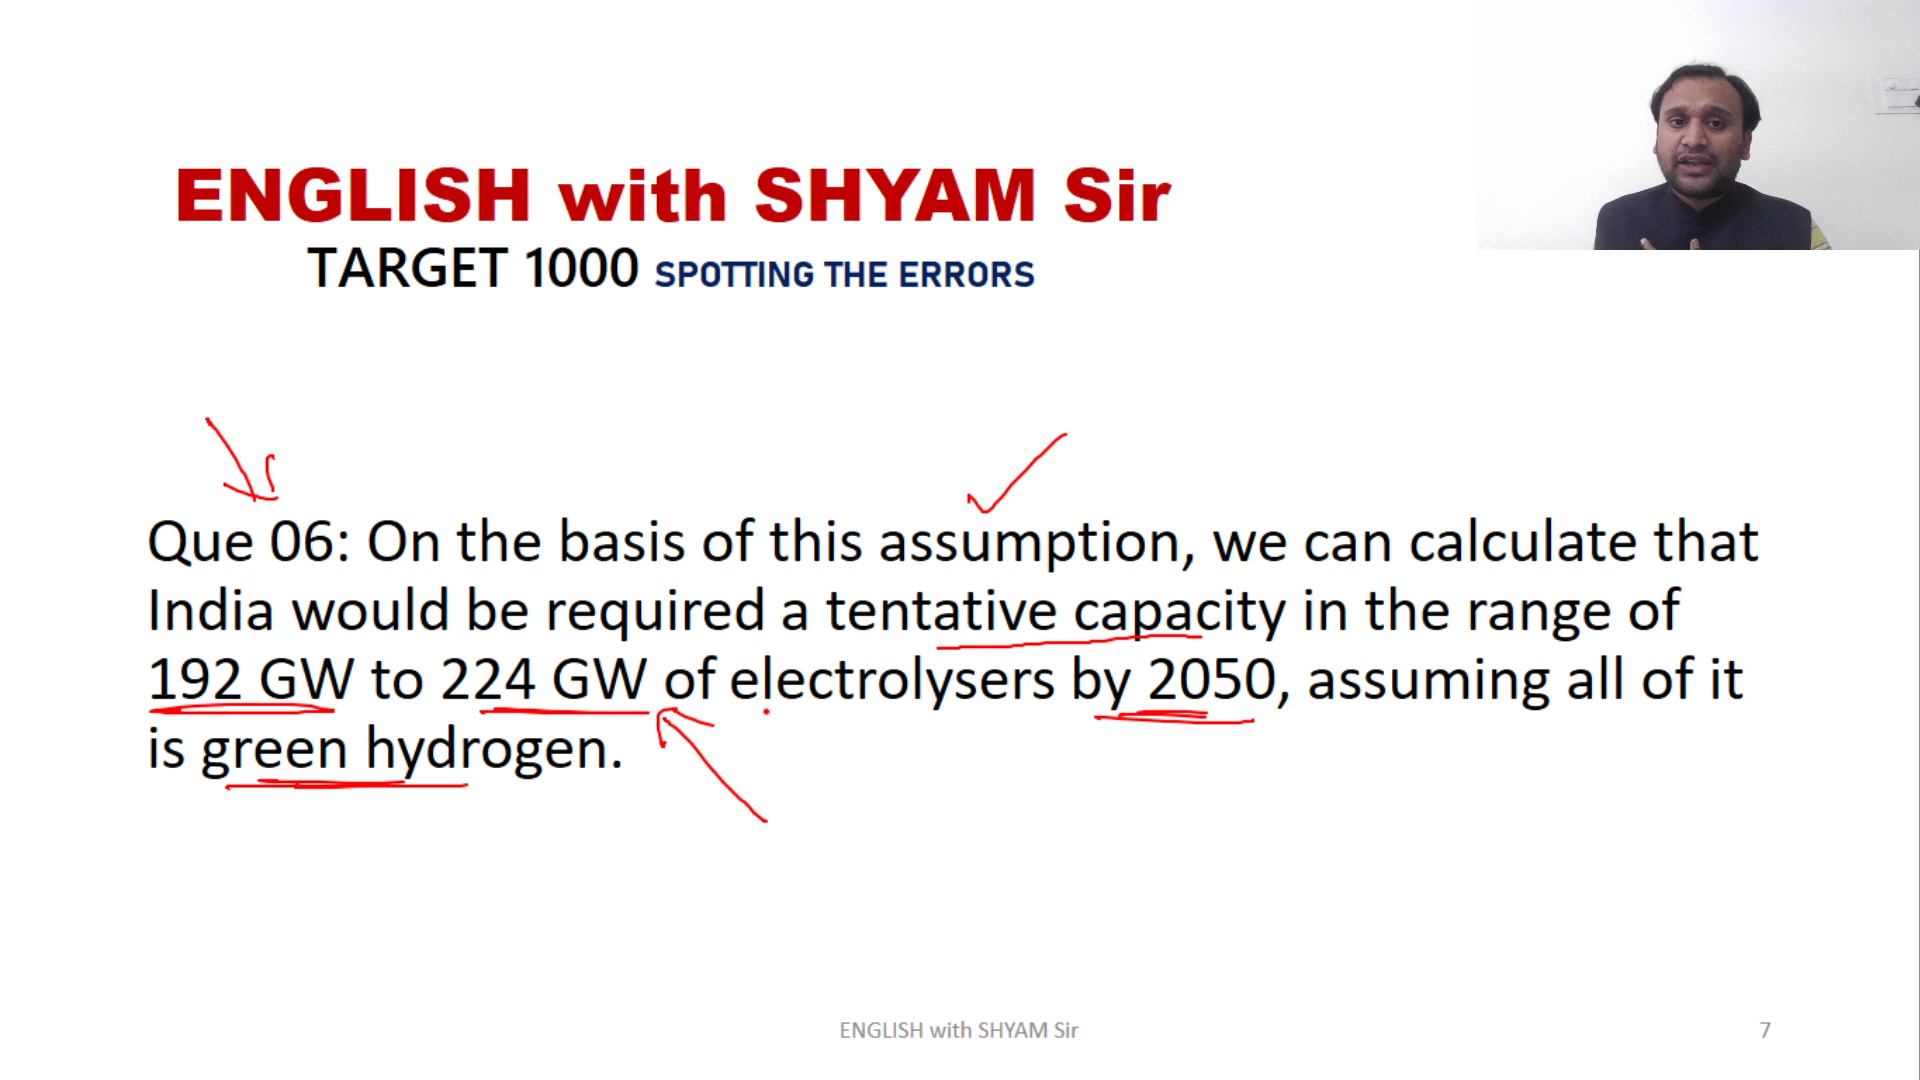 ENGLISH with SHYAM Sir
TARGET 1000 SPOTTING THE ERRORS
Que 06: On the basis of this assumption, we can calculate that
India would be required a tentative capacity in the range of
192 GW to 224 GW of electrolysers by 2050, assuming all of it
is green hydrogen.
ENGLISH with SHYAM Sir
7